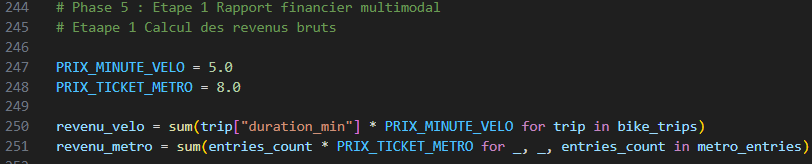 244 # Phase 5 : Etape 1 Rapport financier multimodal
245 # Etaape 1 Calcul des revenus bruts
246
247 PRIX_MINUTE_VELO = 5.0
248 PRIX_TICKET_METRO = 8.0
249
250 revenu_velo = sum(trip["duration_min"] * PRIX_MINUTE_VELO for trip in bike_trips)
251 revenu_metro = sum(entries_count * PRIX_TICKET_METRO for _, _, entries_count in metro_entries)